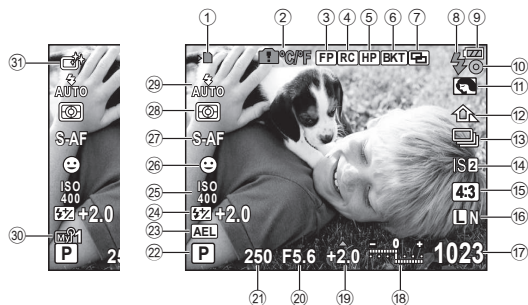 1 2 3 4 5 6 7 8 9
31 °C/°F FP RC HP BKT
10
AUTO 29 AUTO 11
28 12
S-AF 27 S-AF 13
26 IS 2 14
ISO 400 25 ISO 400 4:3 15
+2.0 24 +2.0
30 My 1 23 AEL L N 16
P 25 22 P 250 F5.6 +2.0 - 0 + 1023 17
21 20 19 18